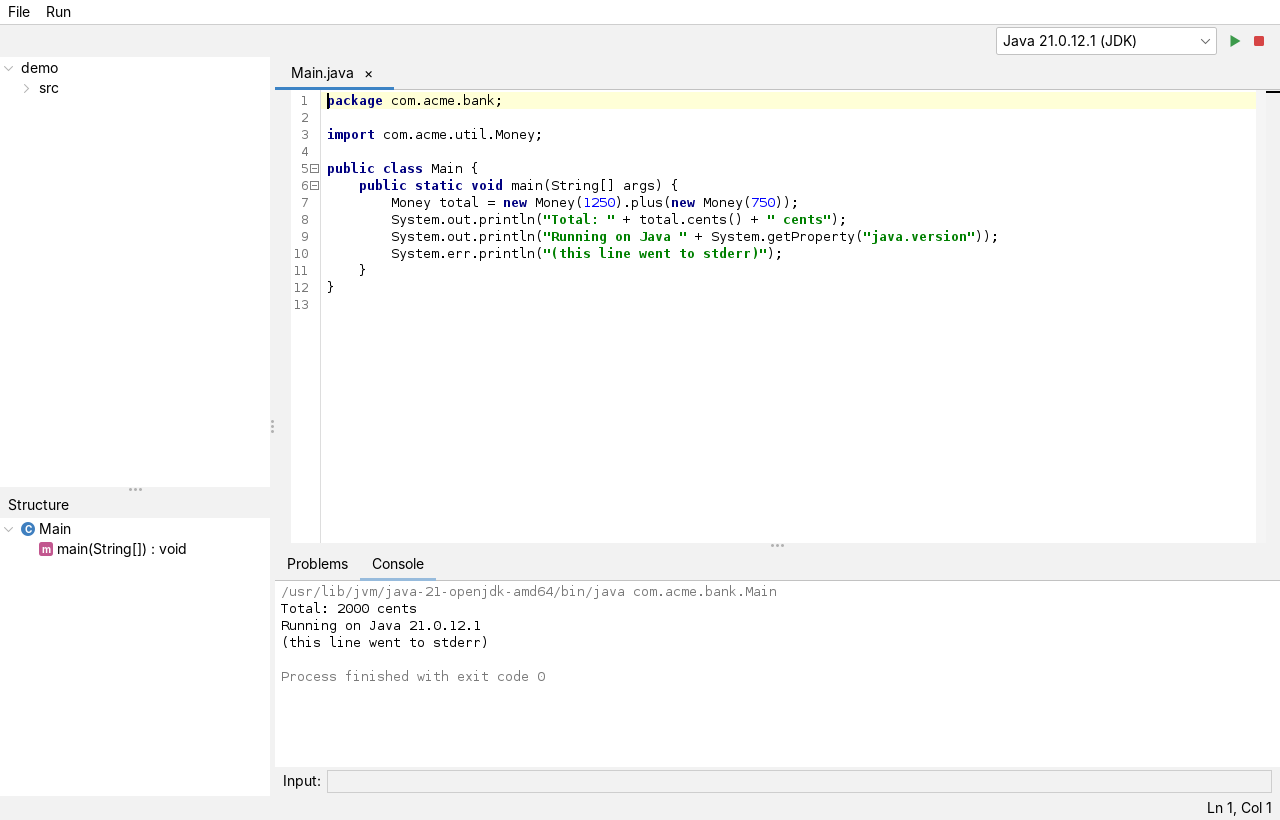 File Run
Java 21.0.12.1 (JDK)
demo
src
Main.java ×
1 package com.acme.bank;
2
3 import com.acme.util.Money;
4
5 public class Main {
6     public static void main(String[] args) {
7         Money total = new Money(1250).plus(new Money(750));
8         System.out.println("Total: " + total.cents() + " cents");
9         System.out.println("Running on Java " + System.getProperty("java.version"));
10         System.err.println("(this line went to stderr)");
11     }
12 }
13
Structure
C Main
m main(String[]) : void
Problems Console
/usr/lib/jvm/java-21-openjdk-amd64/bin/java com.acme.bank.Main
Total: 2000 cents
Running on Java 21.0.12.1
(this line went to stderr)
Process finished with exit code 0
Input:
Ln 1, Col 1